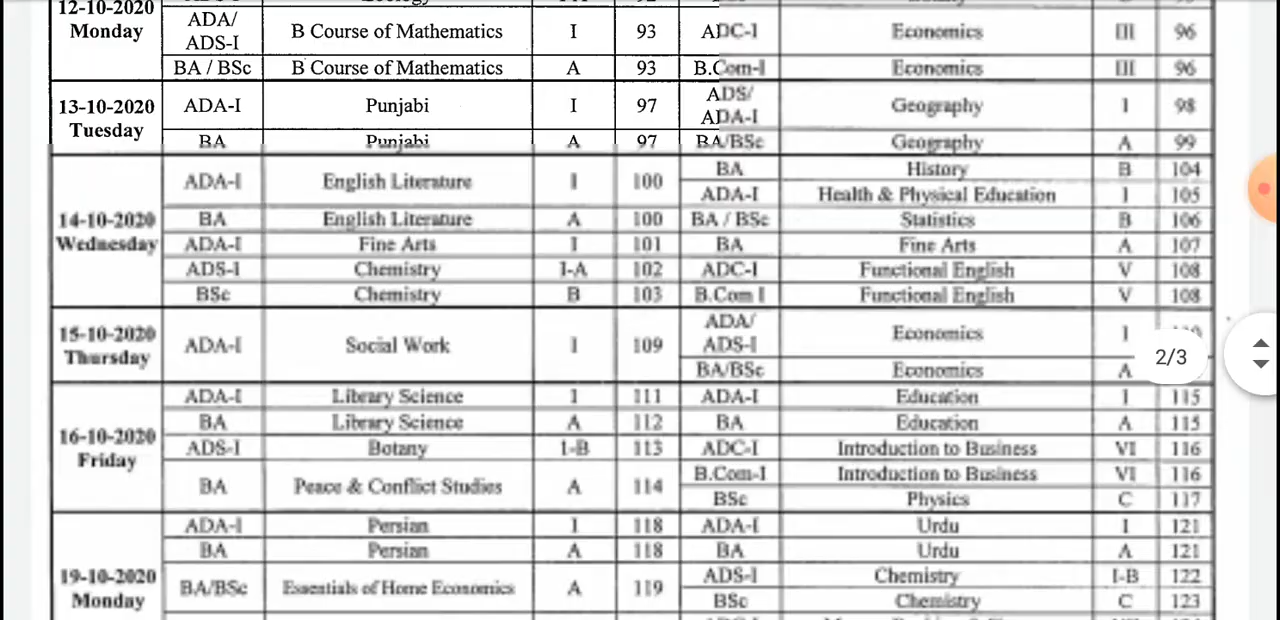 12-10-2020
Monday
ADA/
ADS-I
B Course of Mathematics I 93 ADC-I Economics III 96
BA / BSc B Course of Mathematics A 93 B.Com-I Economics III 96
13-10-2020
Tuesday
ADA-I Punjabi I 97
ADS/
ADA-I
Geography I 98
BA Punjabi A 97 BA/BSc Geography A 99
14-10-2020
Wednesday
ADA-I English Literature I 100
BA History B 104
ADA-I Health & Physical Education I 105
BA English Literature A 100 BA / BSc Statistics B 106
ADA-I Fine Arts I 101 BA Fine Arts A 107
ADS-I Chemistry I-A 102 ADC-I Functional English V 108
BSc Chemistry B 103 B.Com I Functional English V 108
15-10-2020
Thursday
ADA-I Social Work I 109
ADA/
ADS-I
Economics I
BA/BSc Economics A
2/3
16-10-2020
Friday
ADA-I Library Science I 111 ADA-I Education I 115
BA Library Science A 112 BA Education A 115
ADS-I Botany I-B 113 ADC-I Introduction to Business VI 116
BA Peace & Conflict Studies A 114
B.Com-I Introduction to Business VI 116
BSc Physics C 117
19-10-2020
Monday
ADA-I Persian I 118 ADA-I Urdu I 121
BA Persian A 118 BA Urdu A 121
BA/BSc Essentials of Home Economics A 119
ADS-I Chemistry I-B 122
BSc Chemistry C 123